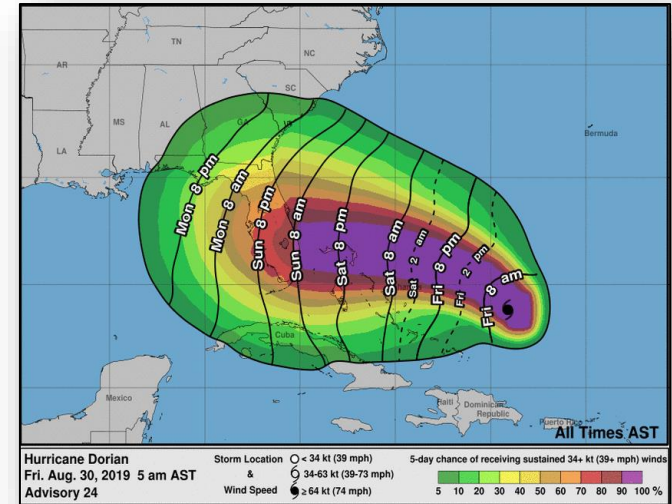 TN
NC
AR
SC
MS
AL
GA
LA
Bermuda
Mon 8 pm
Mon 8 am
Sun 8 pm
Sun 8 am
Sat 8 pm
Sat 8 am
Sat 2 am
Fri 8 pm
Fri 2 pm
Fri 8 am
Cuba
Mexico
Haiti
Dominican
Republic
Puerto Rico
All Times AST
Hurricane Dorian
Fri. Aug. 30, 2019 5 am AST
Advisory 24
Storm Location
&
Wind Speed
< 34 kt (39 mph)
34-63 kt (39-73 mph)
≥ 64 kt (74 mph)
5-day chance of receiving sustained 34+ kt (39+ mph) winds
5 10 20 30 40 50 60 70 80 90 100 %